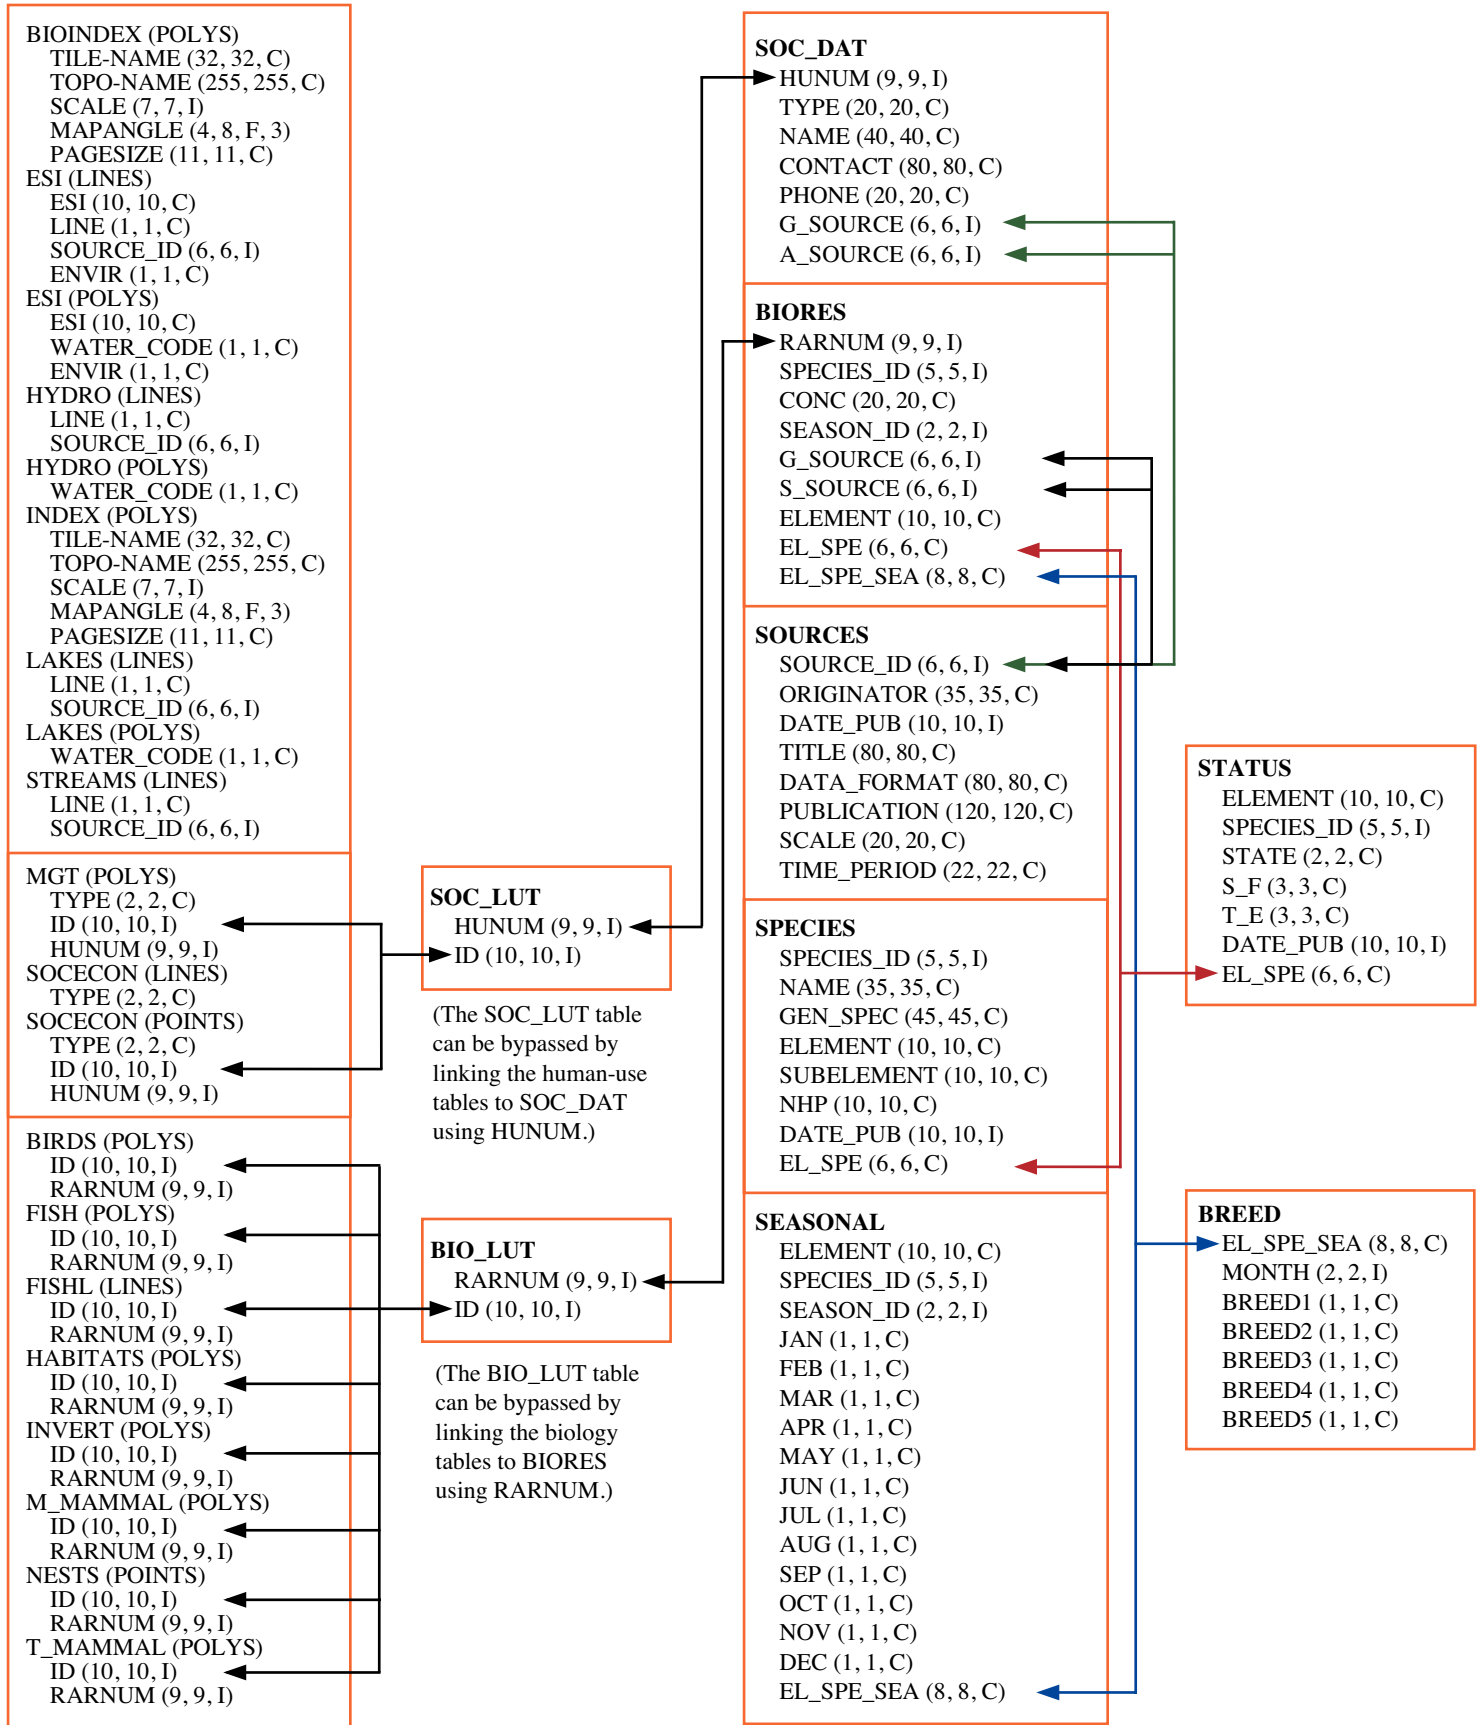 BIOINDEX (POLYS)
TILE-NAME (32, 32, C)
TOPO-NAME (255, 255, C)
SCALE (7, 7, I)
MAPANGLE (4, 8, F, 3)
PAGESIZE (11, 11, C)
ESI (LINES)
ESI (10, 10, C)
LINE (1, 1, C)
SOURCE_ID (6, 6, I)
ENVIR (1, 1, C)
ESI (POLYS)
ESI (10, 10, C)
WATER_CODE (1, 1, C)
ENVIR (1, 1, C)
HYDRO (LINES)
LINE (1, 1, C)
SOURCE_ID (6, 6, I)
HYDRO (POLYS)
WATER_CODE (1, 1, C)
INDEX (POLYS)
TILE-NAME (32, 32, C)
TOPO-NAME (255, 255, C)
SCALE (7, 7, I)
MAPANGLE (4, 8, F, 3)
PAGESIZE (11, 11, C)
LAKES (LINES)
LINE (1, 1, C)
SOURCE_ID (6, 6, I)
LAKES (POLYS)
WATER_CODE (1, 1, C)
STREAMS (LINES)
LINE (1, 1, C)
SOURCE_ID (6, 6, I)
MGT (POLYS)
TYPE (2, 2, C)
ID (10, 10, I)
HUNUM (9, 9, I)
SOCECON (LINES)
TYPE (2, 2, C)
SOCECON (POINTS)
TYPE (2, 2, C)
ID (10, 10, I)
HUNUM (9, 9, I)
BIRDS (POLYS)
ID (10, 10, I)
RARNUM (9, 9, I)
FISH (POLYS)
ID (10, 10, I)
RARNUM (9, 9, I)
FISHL (LINES)
ID (10, 10, I)
RARNUM (9, 9, I)
HABITATS (POLYS)
ID (10, 10, I)
RARNUM (9, 9, I)
INVERT (POLYS)
ID (10, 10, I)
RARNUM (9, 9, I)
M_MAMMAL (POLYS)
ID (10, 10, I)
RARNUM (9, 9, I)
NESTS (POINTS)
ID (10, 10, I)
RARNUM (9, 9, I)
T_MAMMAL (POLYS)
ID (10, 10, I)
RARNUM (9, 9, I)
SOC_LUT
HUNUM (9, 9, I)
ID (10, 10, I)
(The SOC_LUT table
can be bypassed by
linking the human-use
tables to SOC_DAT
using HUNUM.)
BIO_LUT
RARNUM (9, 9, I)
ID (10, 10, I)
(The BIO_LUT table
can be bypassed by
linking the biology
tables to BIORES
using RARNUM.)
SOC_DAT
HUNUM (9, 9, I)
TYPE (20, 20, C)
NAME (40, 40, C)
CONTACT (80, 80, C)
PHONE (20, 20, C)
G_SOURCE (6, 6, I)
A_SOURCE (6, 6, I)
BIORES
RARNUM (9, 9, I)
SPECIES_ID (5, 5, I)
CONC (20, 20, C)
SEASON_ID (2, 2, I)
G_SOURCE (6, 6, I)
S_SOURCE (6, 6, I)
ELEMENT (10, 10, C)
EL_SPE (6, 6, C)
EL_SPE_SEA (8, 8, C)
SOURCES
SOURCE_ID (6, 6, I)
ORIGINATOR (35, 35, C)
DATE_PUB (10, 10, I)
TITLE (80, 80, C)
DATA_FORMAT (80, 80, C)
PUBLICATION (120, 120, C)
SCALE (20, 20, C)
TIME_PERIOD (22, 22, C)
SPECIES
SPECIES_ID (5, 5, I)
NAME (35, 35, C)
GEN_SPEC (45, 45, C)
ELEMENT (10, 10, C)
SUBELEMENT (10, 10, C)
NHP (10, 10, C)
DATE_PUB (10, 10, I)
EL_SPE (6, 6, C)
SEASONAL
ELEMENT (10, 10, C)
SPECIES_ID (5, 5, I)
SEASON_ID (2, 2, I)
JAN (1, 1, C)
FEB (1, 1, C)
MAR (1, 1, C)
APR (1, 1, C)
MAY (1, 1, C)
JUN (1, 1, C)
JUL (1, 1, C)
AUG (1, 1, C)
SEP (1, 1, C)
OCT (1, 1, C)
NOV (1, 1, C)
DEC (1, 1, C)
EL_SPE_SEA (8, 8, C)
STATUS
ELEMENT (10, 10, C)
SPECIES_ID (5, 5, I)
STATE (2, 2, C)
S_F (3, 3, C)
T_E (3, 3, C)
DATE_PUB (10, 10, I)
EL_SPE (6, 6, C)
BREED
EL_SPE_SEA (8, 8, C)
MONTH (2, 2, I)
BREED1 (1, 1, C)
BREED2 (1, 1, C)
BREED3 (1, 1, C)
BREED4 (1, 1, C)
BREED5 (1, 1, C)